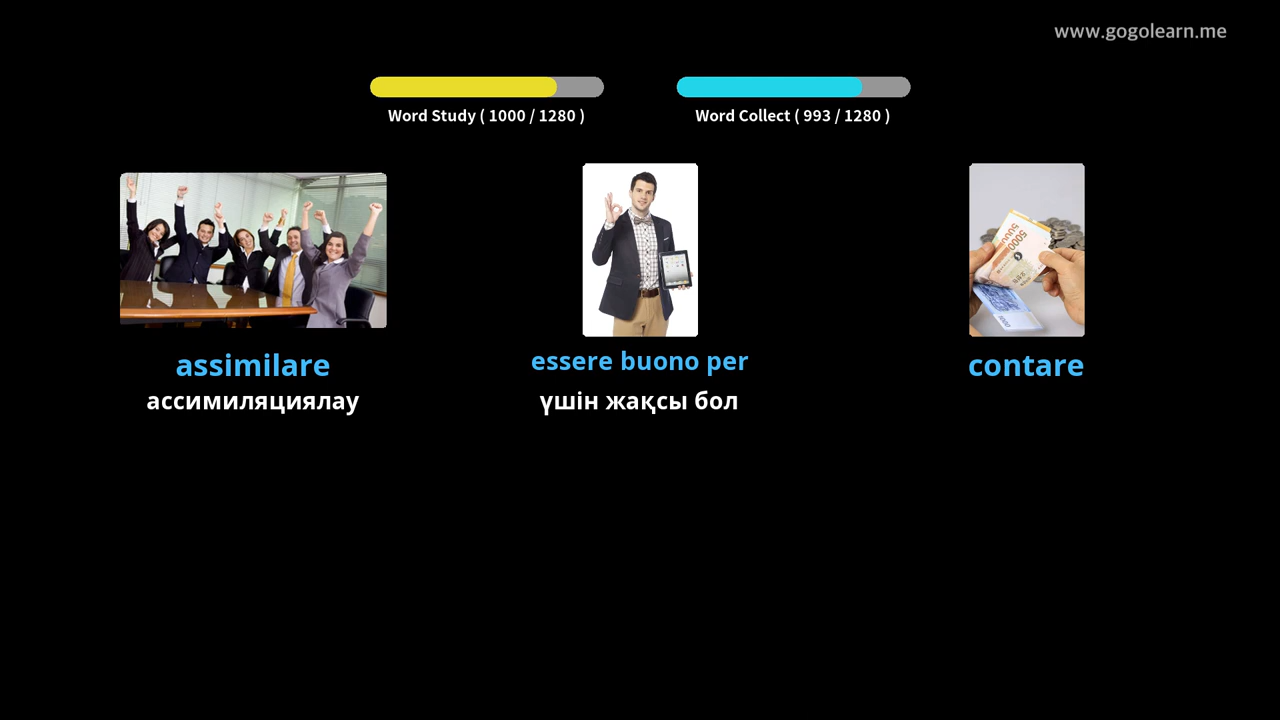 www.gogolearn.me
Word Study ( 1000 / 1280 )
Word Collect ( 993 / 1280 )
assimilare
essere buono per
contare
ассимиляциялау
үшін жақсы бол